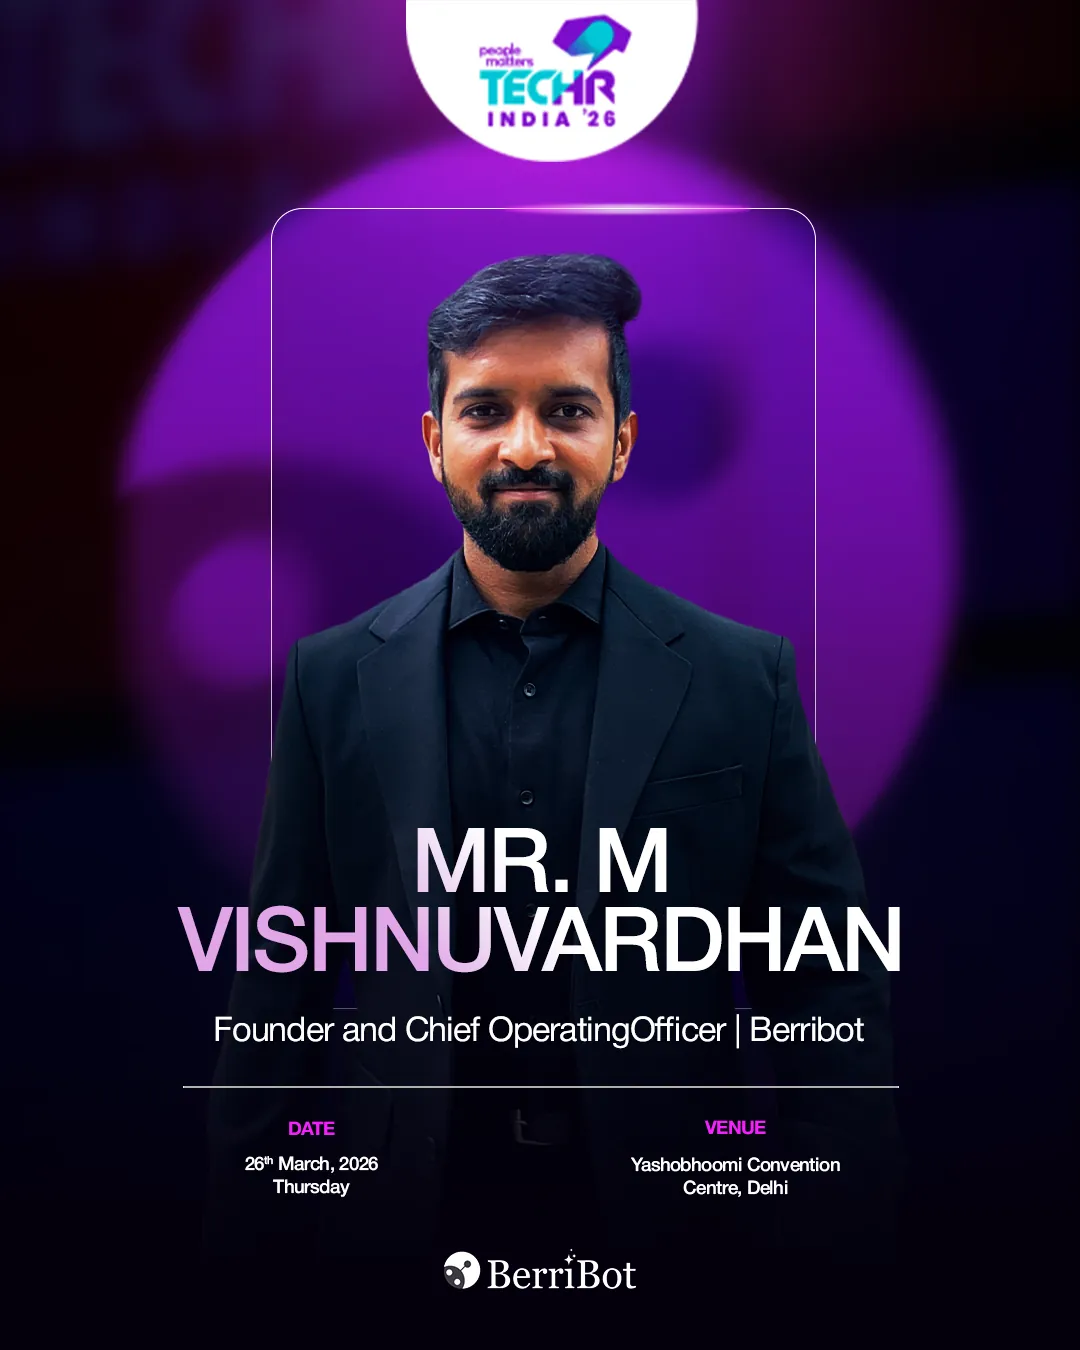 people
matters
TECHR
INDIA '26
MR. M
VISHNUVARDHAN
Founder and Chief OperatingOfficer | Berribot
DATE
26th March, 2026
Thursday
VENUE
Yashobhoomi Convention
Centre, Delhi
BerriBot